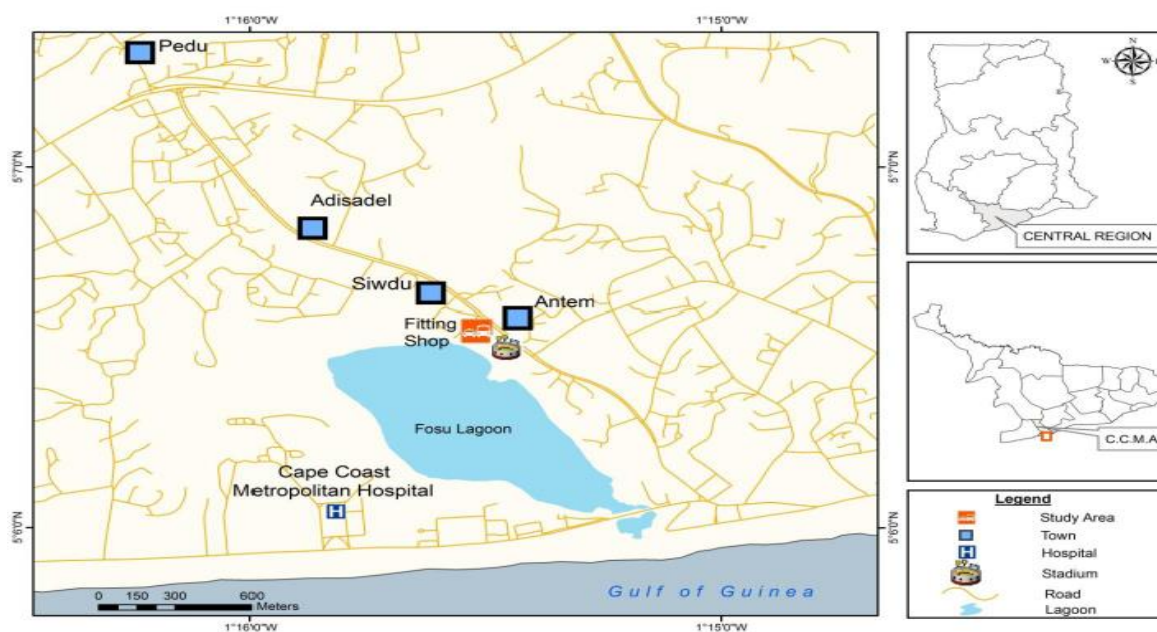 1°16'0"W
1°15'0"W
Pedu
5°7'0"N
5°7'0"N
Adisadel
Siwdu
Antem
Fitting
Shop
Fosu Lagoon
Cape Coast
Metropolitan Hospital
H
5°6'0"N
5°6'0"N
Gulf of Guinea
0 150 300 600
Meters
1°16'0"W
1°15'0"W
N
W
S
CENTRAL REGION
C.C.M.A
Legend
Study Area
Town
H Hospital
Stadium
Road
Lagoon